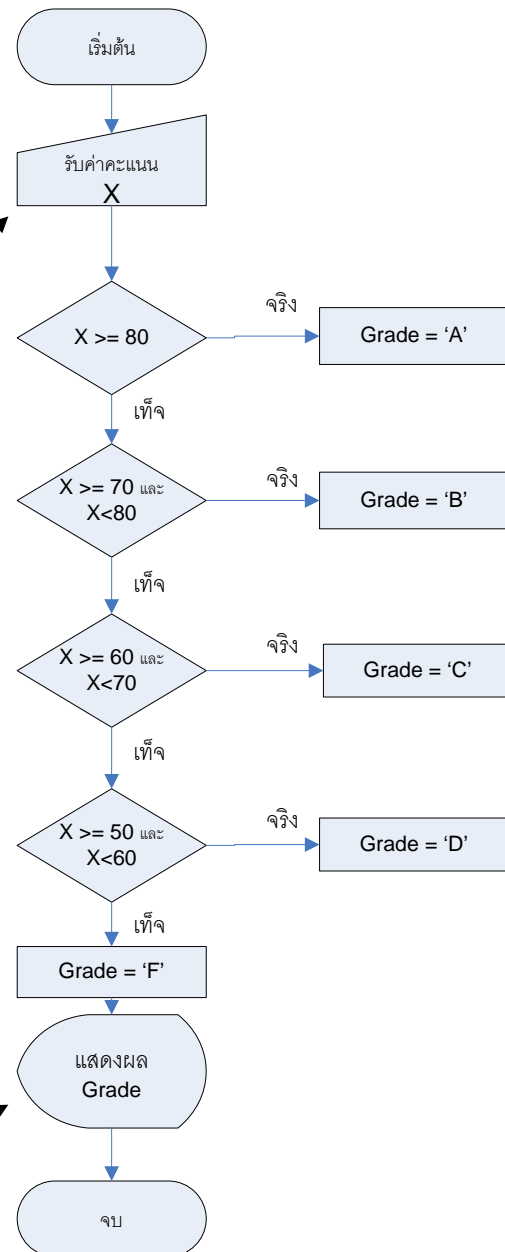 เริ่มต้น
รับค่าคะแนน
X
X >= 80
จริง
Grade = ‘A’
เท็จ
X >= 70 และ
X<80
จริง
Grade = ‘B’
เท็จ
X >= 60 และ
X<70
จริง
Grade = ‘C’
เท็จ
X >= 50 และ
X<60
จริง
Grade = ‘D’
เท็จ
Grade = ‘F’
แสดงผล
Grade
จบ